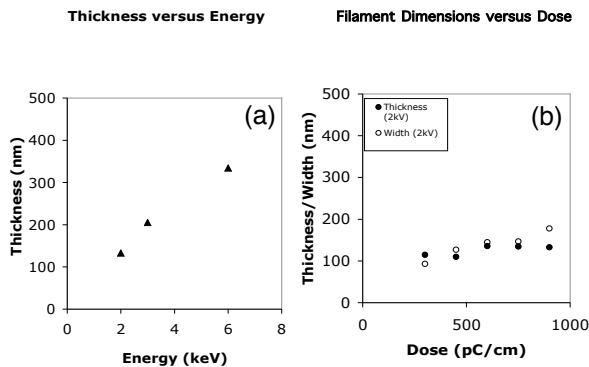 Thickness versus Energy
Thickness (nm)
500
400
300
200
100
0
(a)
0 2 4 6 8
Energy (keV)
Filament Dimensions versus Dose
Thickness/Width (nm)
500
400
300
200
100
0
Thickness
(2kV)
Width (2kV)
(b)
0 500 1000
Dose (pC/cm)